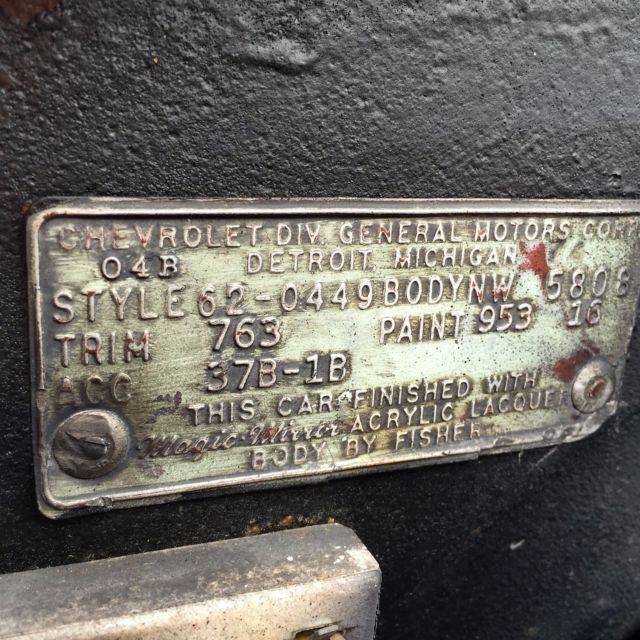 CHEVROLET DIV. GENERAL MOTORS CORP
04B DETROIT, MICHIGAN
STYLE 62-0449 BODY NW 5808
TRIM 763 PAINT 953 16
ACC 37B-1B
THIS CAR FINISHED WITH
Magic-Mirror ACRYLIC LACQUER
BODY BY FISHER